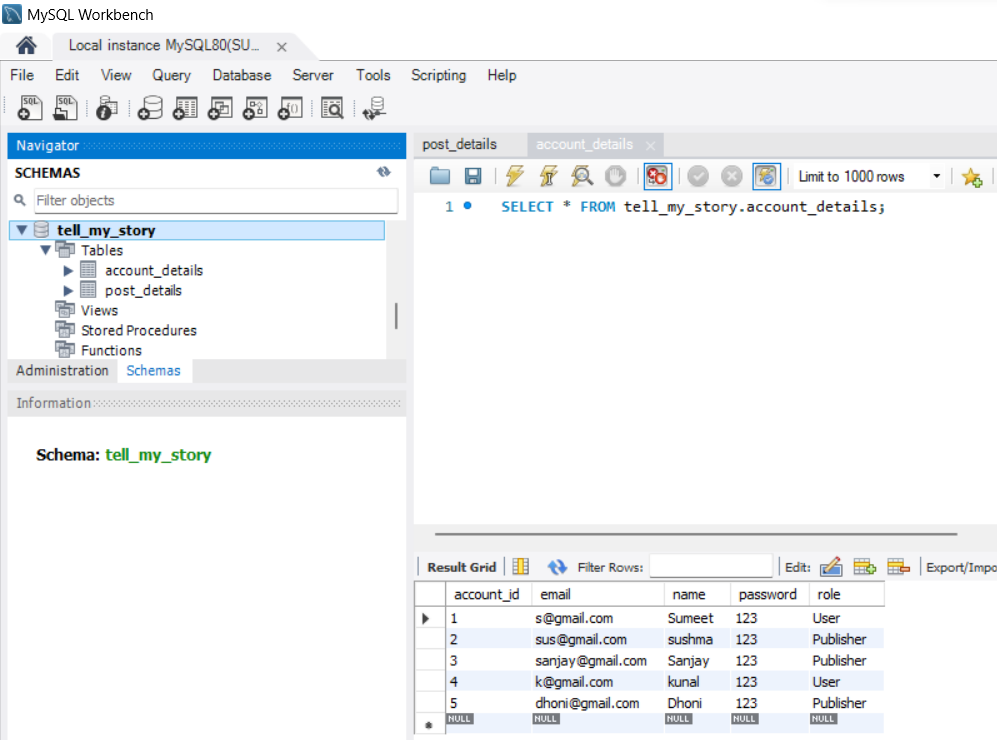 MySQL Workbench
Local instance MySQL80(SU...
File Edit View Query Database Server Tools Scripting Help
Navigator
SCHEMAS
Filter objects
tell_my_story
Tables
account_details
post_details
Views
Stored Procedures
Functions
Administration Schemas
Information
Schema: tell_my_story
post_details account_details
Limit to 1000 rows
1 SELECT * FROM tell_my_story.account_details;
Result Grid Filter Rows: Edit: Export/Impo
account_id email name password role
1 s@gmail.com Sumeet 123 User
2 sus@gmail.com sushma 123 Publisher
3 sanjay@gmail.com Sanjay 123 Publisher
4 k@gmail.com kunal 123 User
5 dhoni@gmail.com Dhoni 123 Publisher
NULL NULL NULL NULL NULL